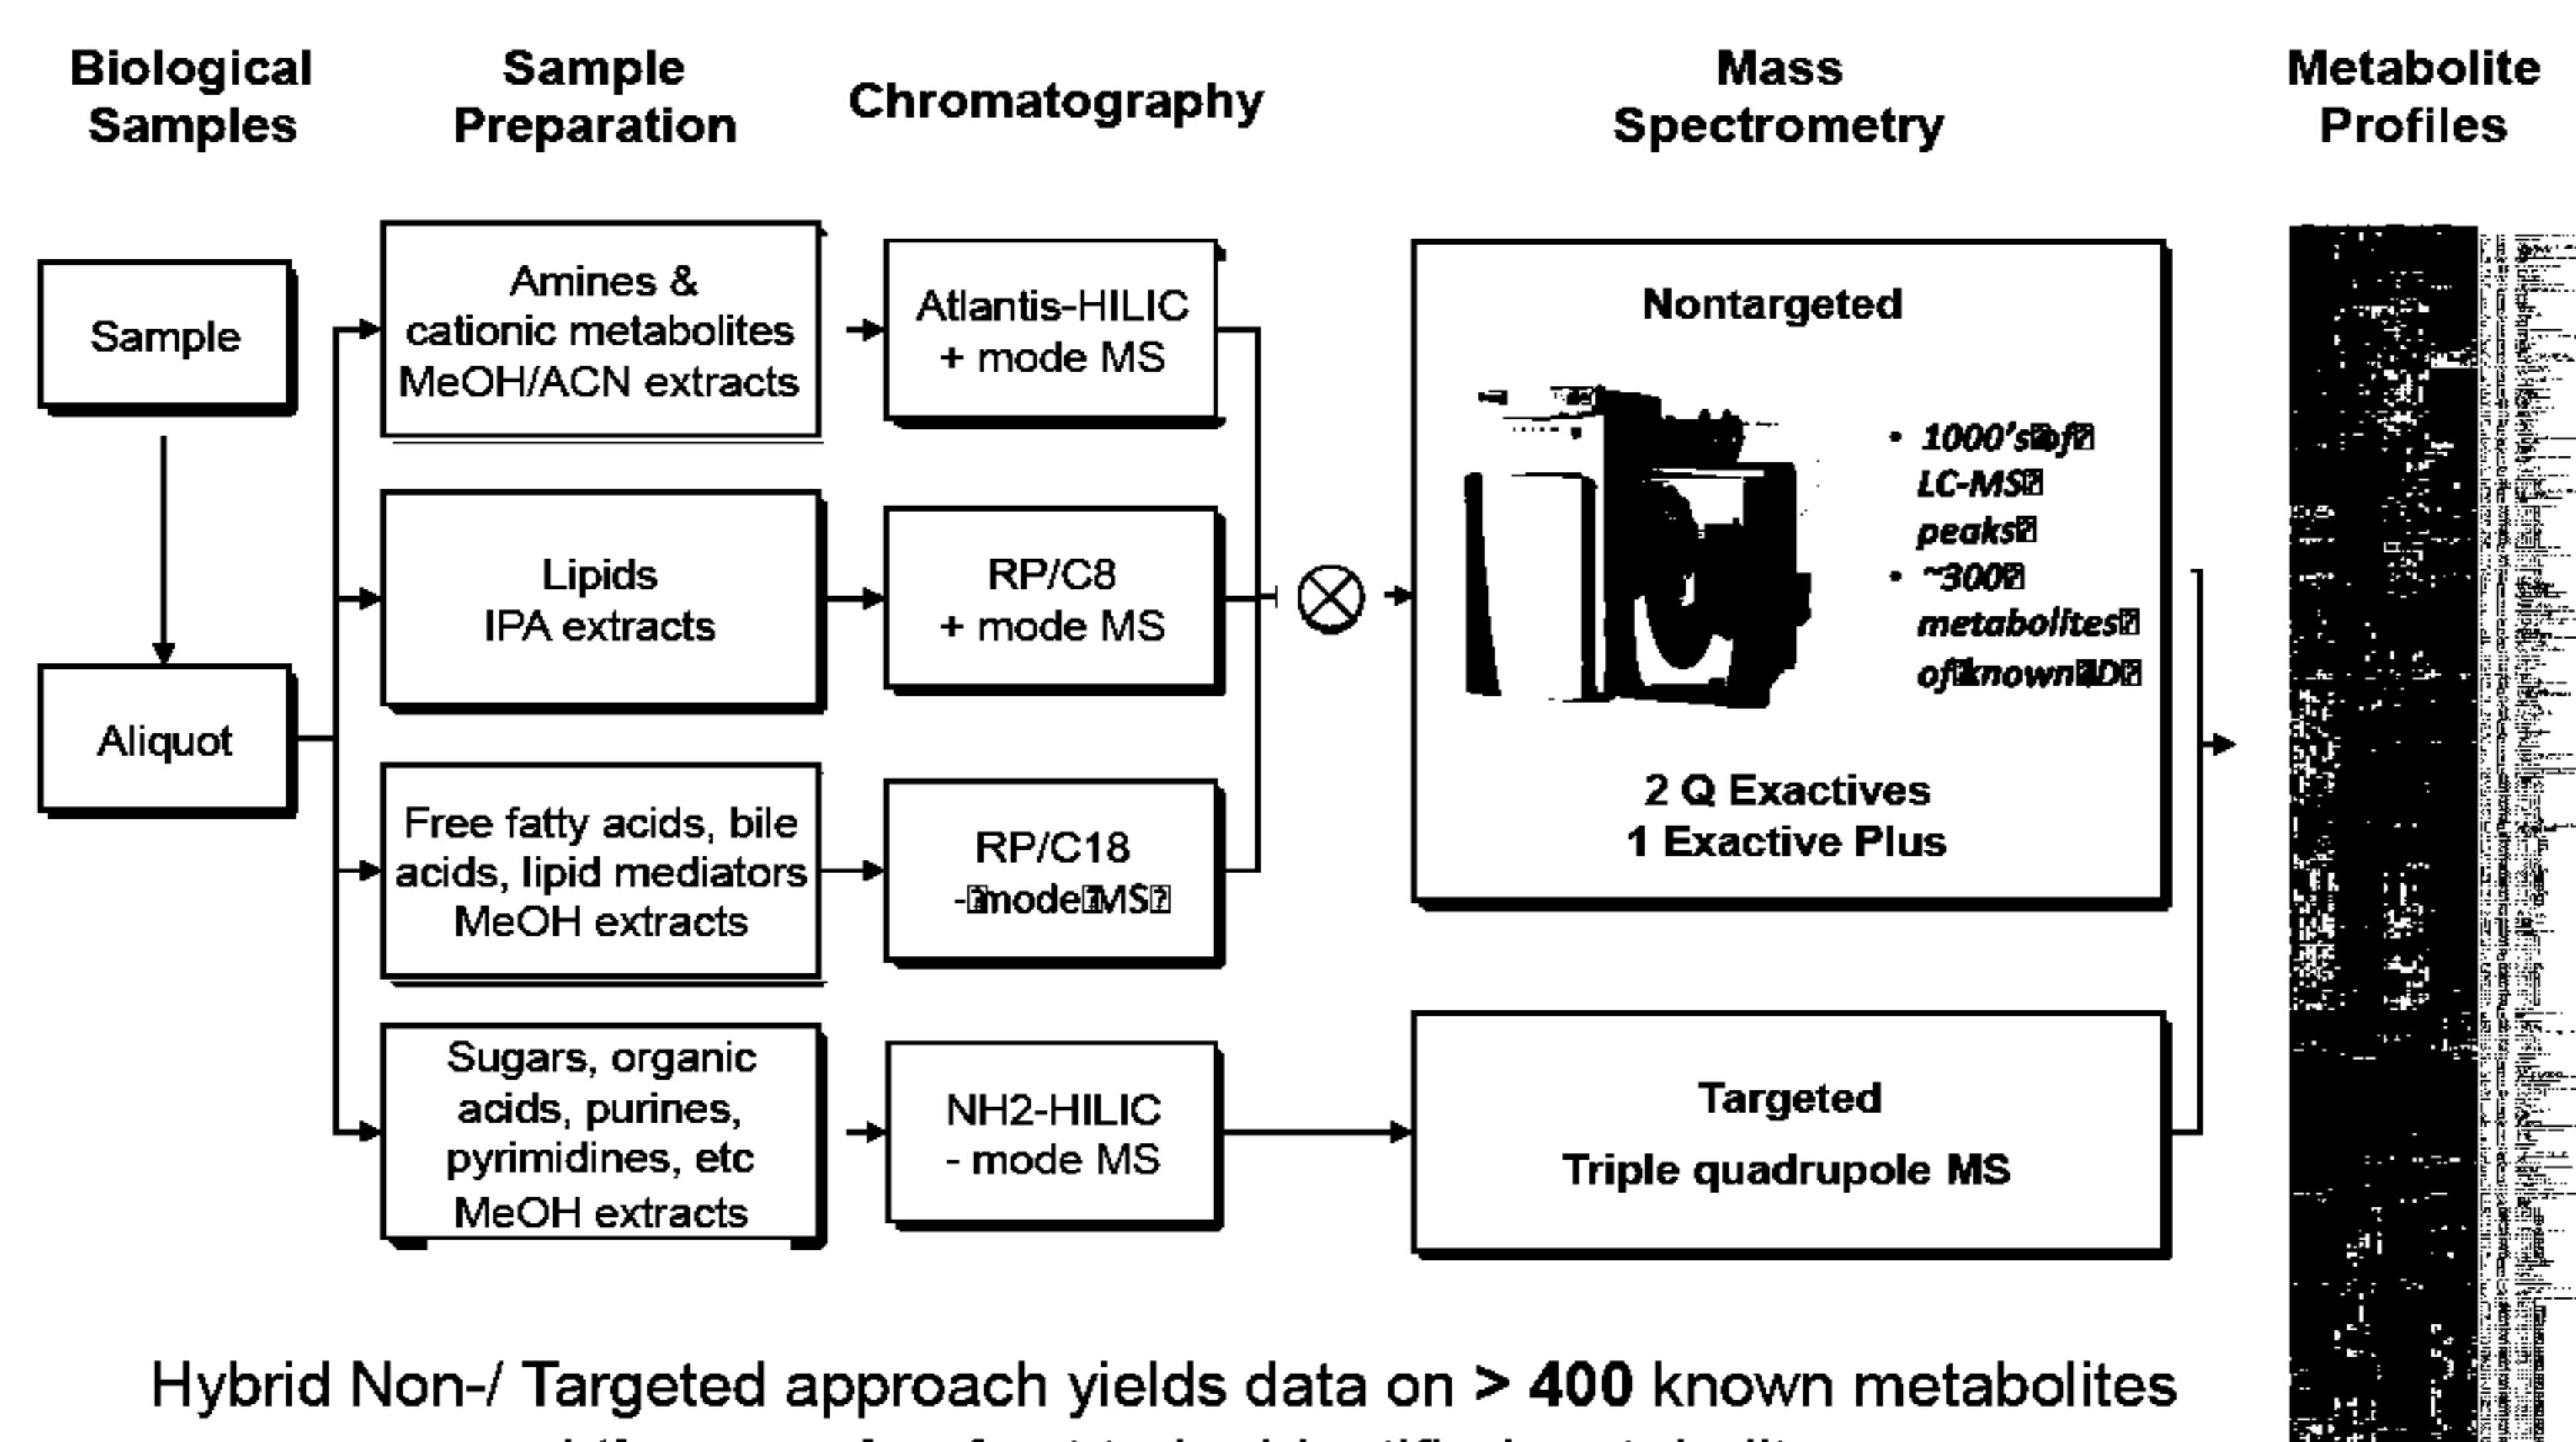 Biological
Samples
Sample
Preparation
Chromatography
Mass
Spectrometry
Metabolite
Profiles
Sample
Aliquot
Amines &
cationic metabolites
MeOH/ACN extracts
Lipids
IPA extracts
Free fatty acids, bile
acids, lipid mediators
MeOH extracts
Sugars, organic
acids, purines,
pyrimidines, etc
MeOH extracts
Atlantis-HILIC
+ mode MS
RP/C8
+ mode MS
RP/C18
- mode MS
NH2-HILIC
- mode MS
Nontargeted
• 1000's of
LC-MS
peaks
• ~300
metabolites
of known ID
2 Q Exactives
1 Exactive Plus
Targeted
Triple quadrupole MS
Hybrid Non-/ Targeted approach yields data on > 400 known metabolites